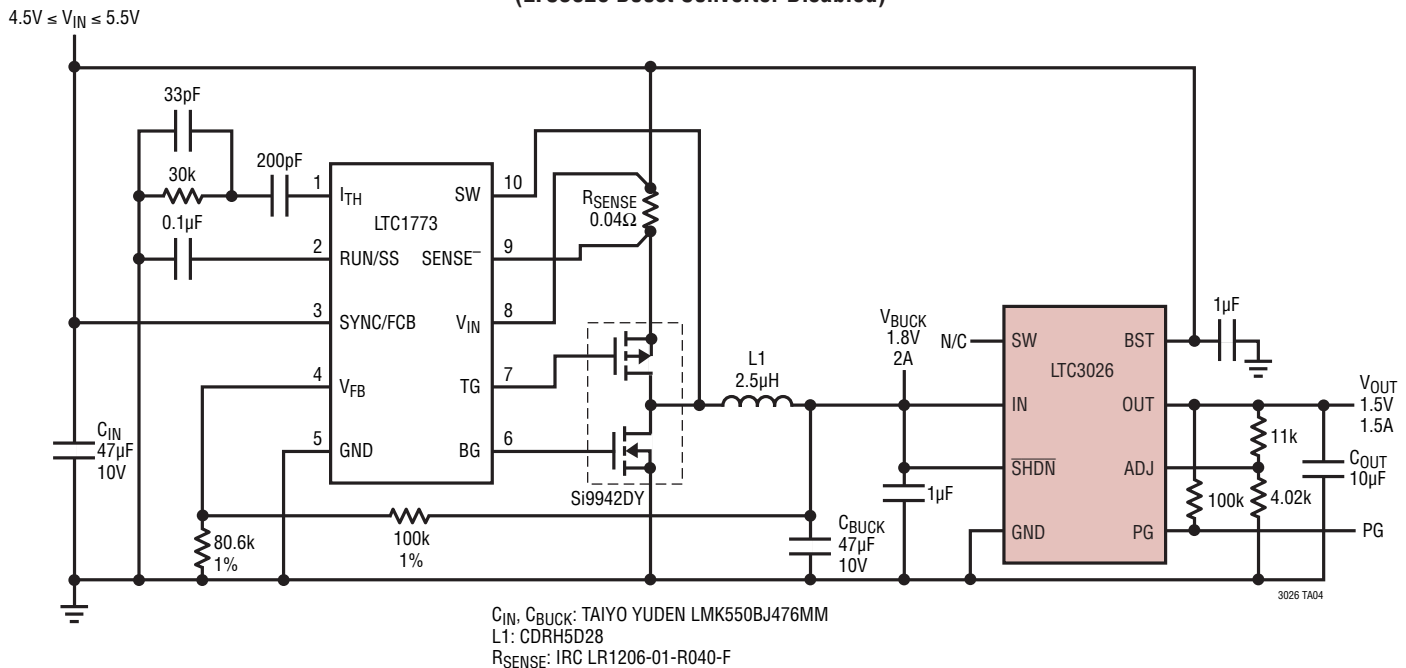 (LTC3026 Boost Converter Disabled)
4.5V ≤ VIN ≤ 5.5V
33pF
30k
200pF
0.1µF
1
ITH
2
RUN/SS
3
SYNC/FCB
4
VFB
5
GND
LTC1773
SW
10
SENSE–
9
VIN
8
TG
7
BG
6
RSENSE
0.04Ω
Si9942DY
CIN
47µF
10V
80.6k
1%
100k
1%
L1
2.5µH
CBUCK
47µF
10V
VBUCK
1.8V
2A
1µF
N/C
SW
IN
SHDN
GND
LTC3026
BST
OUT
ADJ
PG
1µF
100k
11k
4.02k
VOUT
1.5V
1.5A
COUT
10µF
PG
3026 TA04
CIN, CBUCK: TAIYO YUDEN LMK550BJ476MM
L1: CDRH5D28
RSENSE: IRC LR1206-01-R040-F